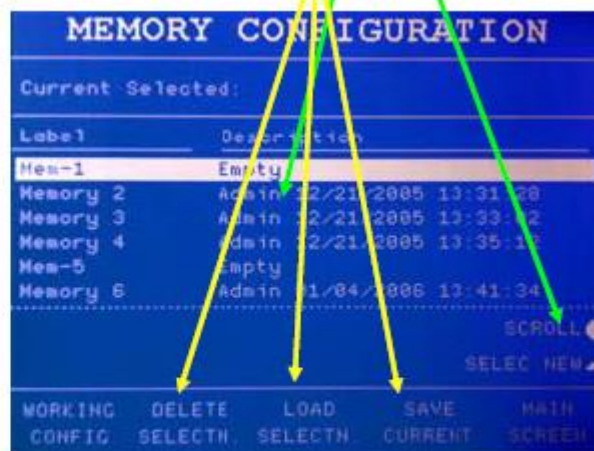 MEMORY CONFIGURATION
Current Selected:
Label Description
Mem-1 Empty
Memory 2 Admin 12/21/2005 13:31:20
Memory 3 Admin 12/21/2005 13:33:02
Memory 4 Admin 12/21/2005 13:35:
Mem-5 Empty
Memory 6 Admin 01/04/2006 13:41:34
SCROLL
SELEC NEW
WORKING DELETE LOAD SAVE MAIN
CONFIG SELECTN. SELECTN. CURRENT SCREEN